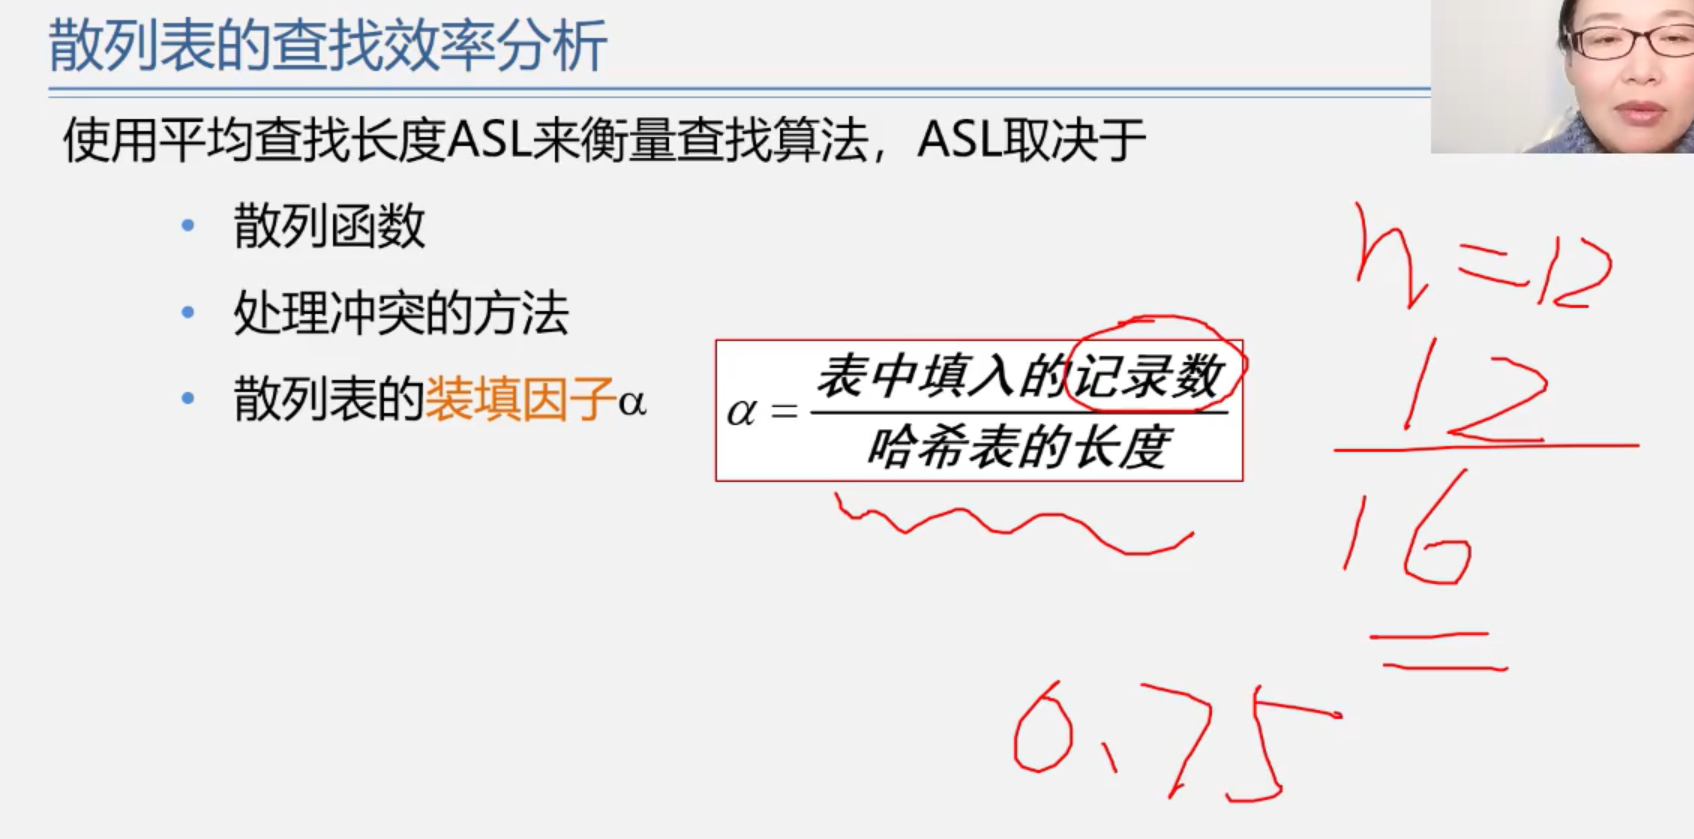 散列表的查找效率分析
使用平均查找长度ASL来衡量查找算法，ASL取决于
• 散列函数
• 处理冲突的方法
• 散列表的装填因子α
α = 表中填入的记录数
哈希表的长度
n=12
12
16
=
0.75